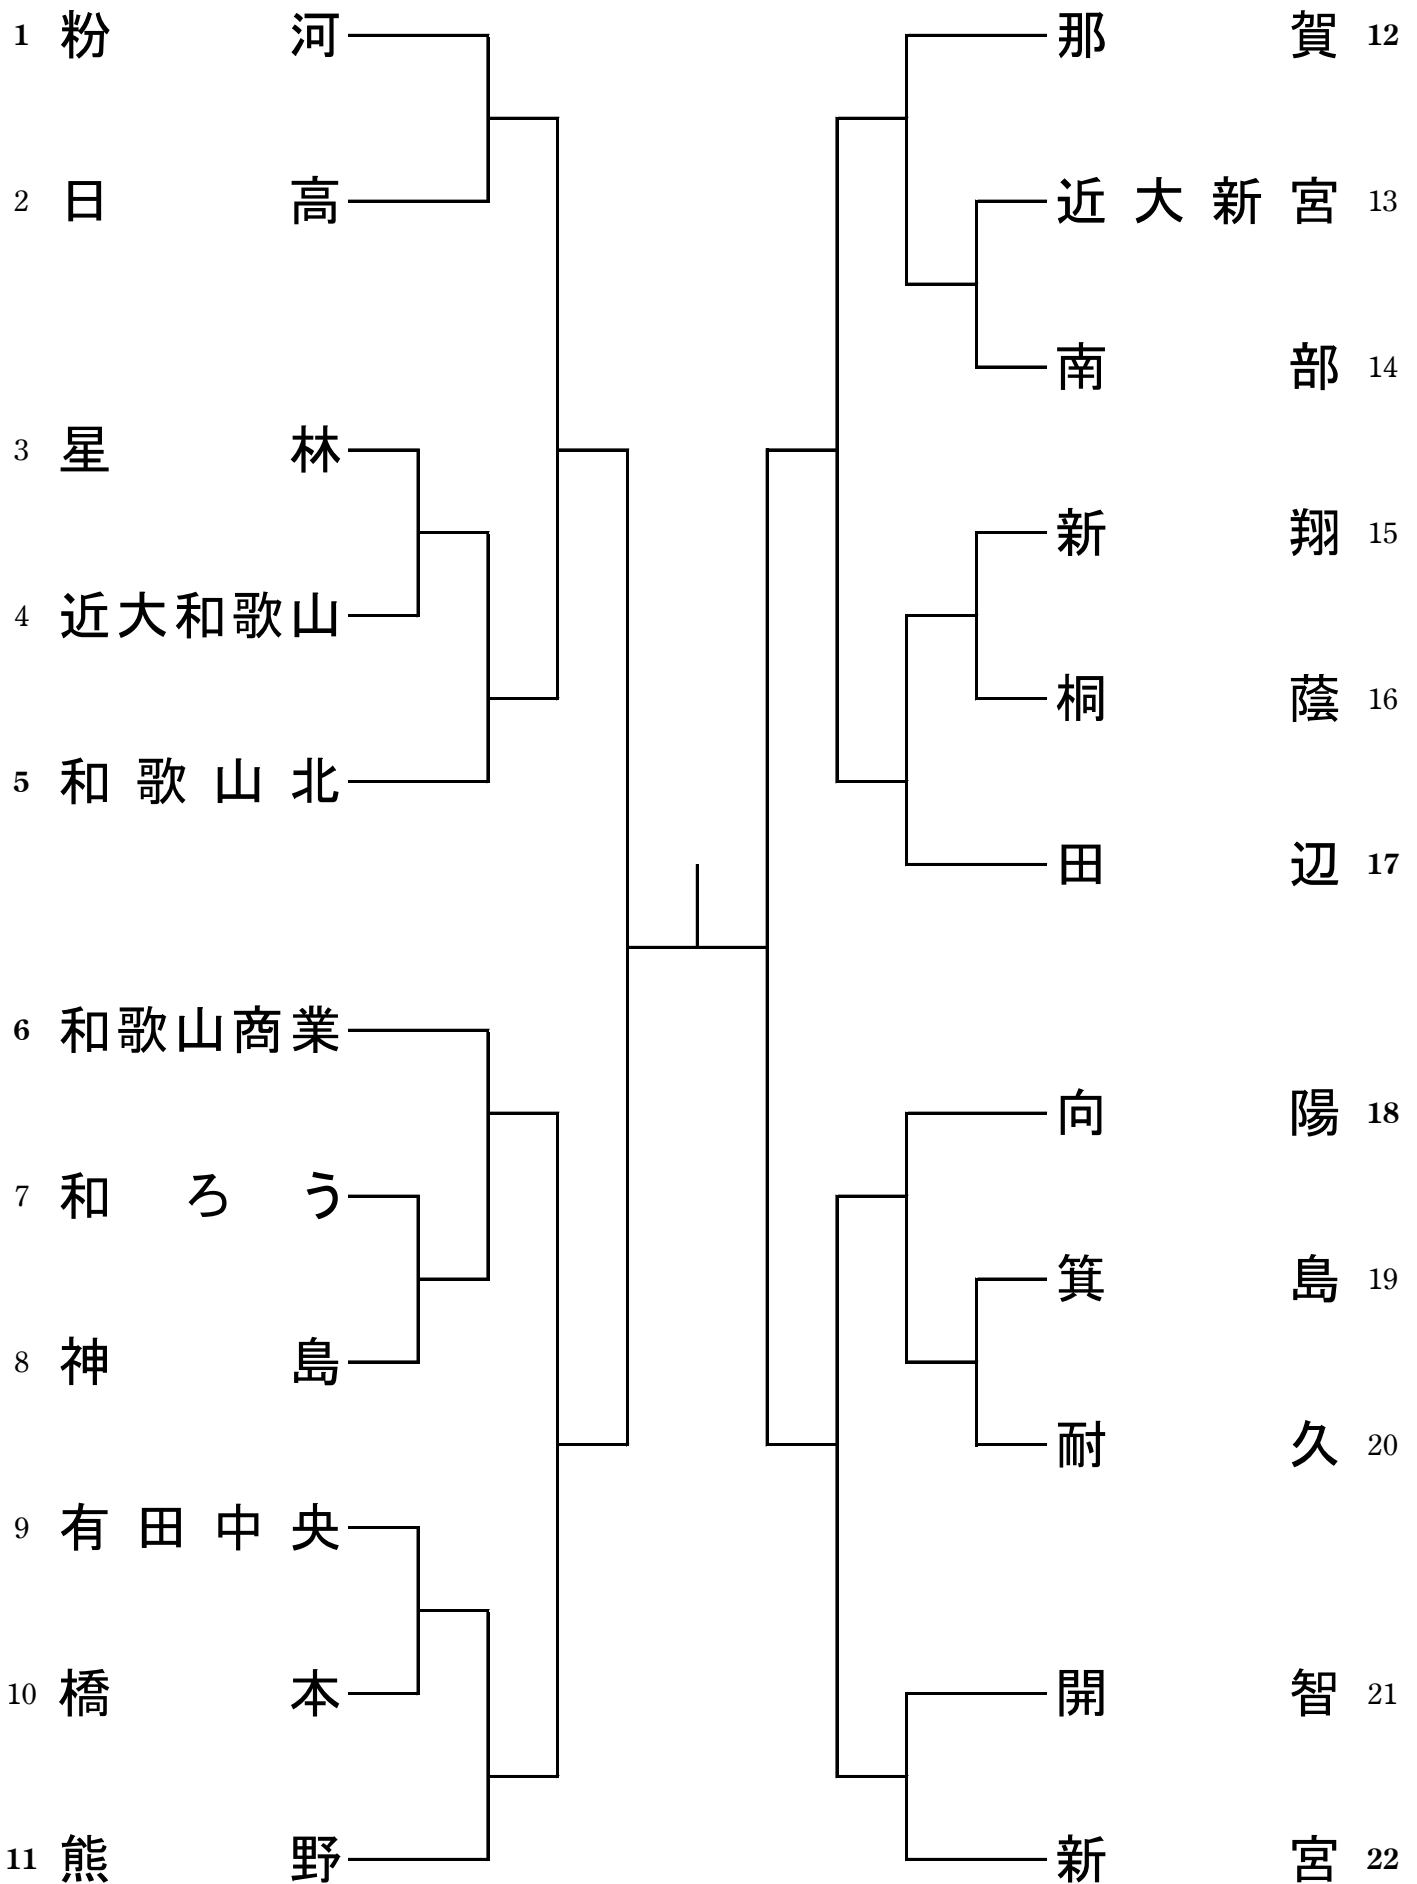 1 粉河
2 日高
3 星林
4 近大和歌山
5 和歌山北
6 和歌山商業
7 和ろう
8 神島
9 有田中央
10 橋本
11 熊野
那賀 12
近大新宮 13
南部 14
新翔 15
桐蔭 16
田辺 17
向陽 18
箕島 19
耐久 20
開智 21
新宮 22